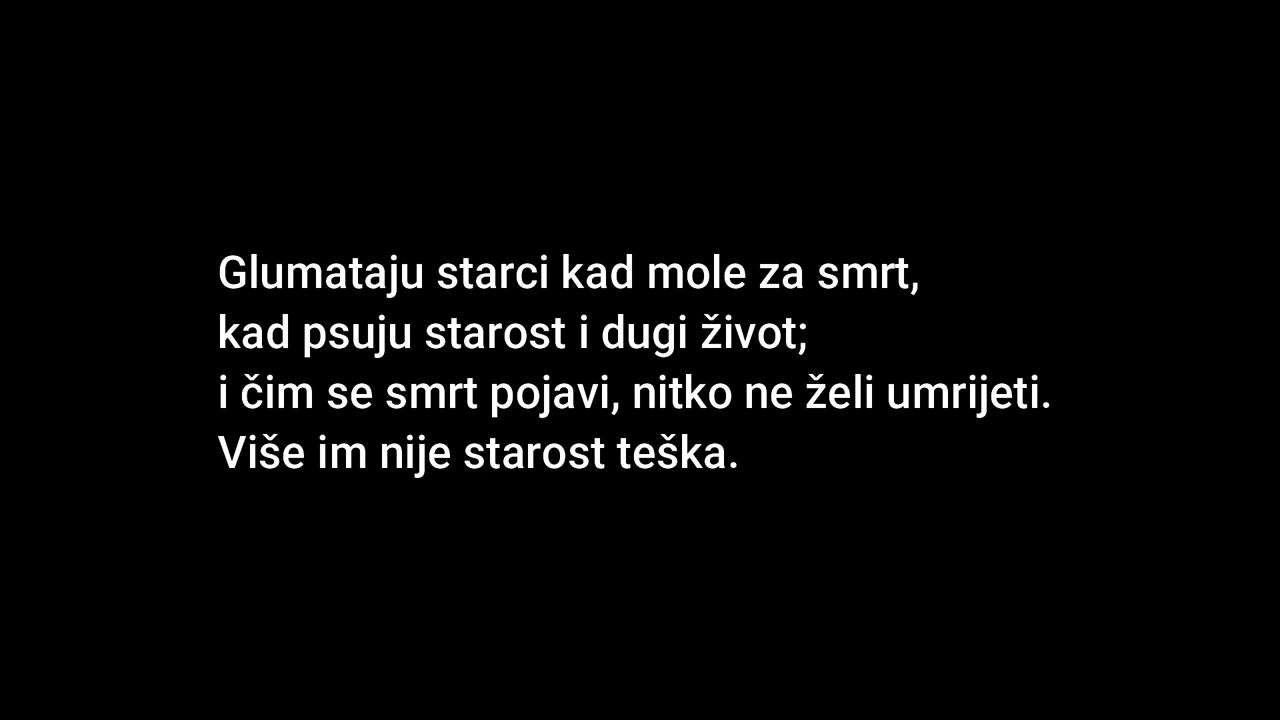 Glumataju starci kad mole za smrt,
kad psuju starost i dugi život;
i čim se smrt pojavi, nitko ne želi umrijeti.
Više im nije starost teška.